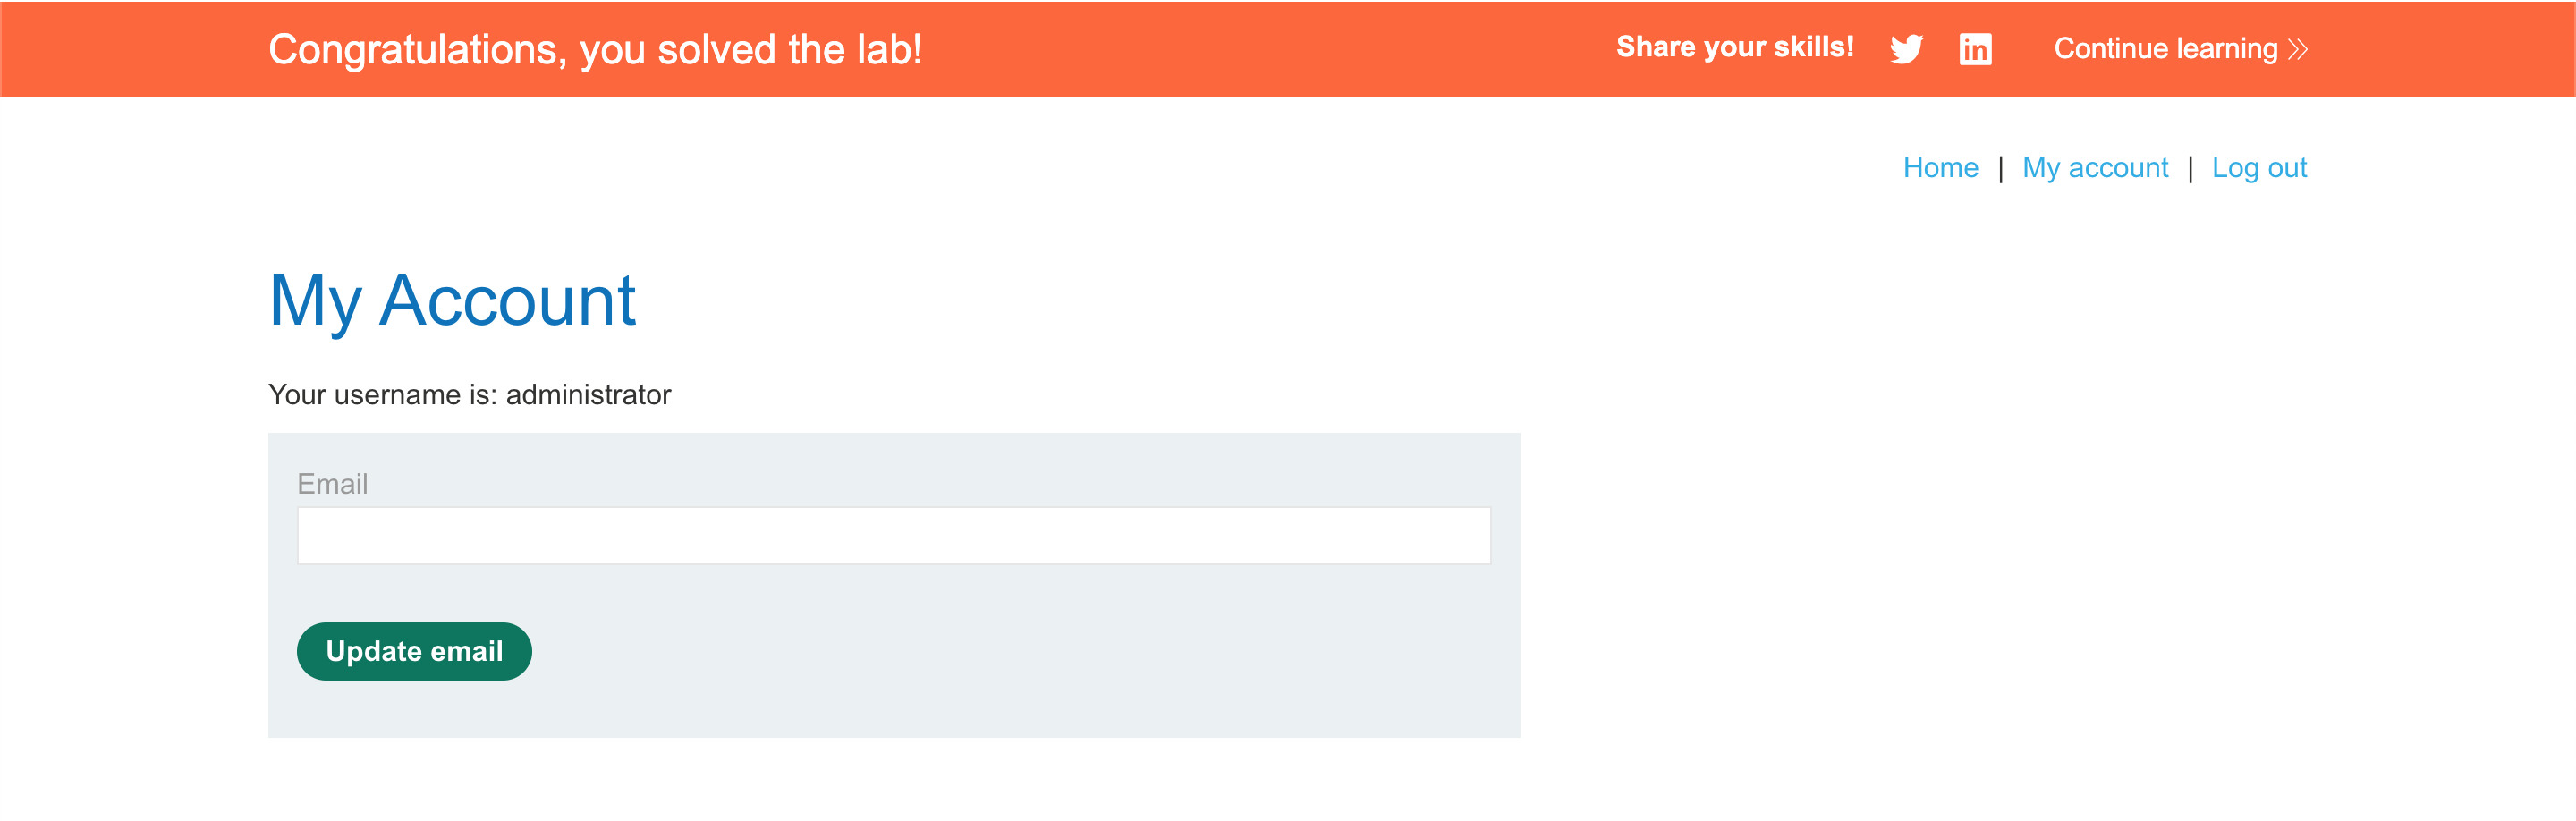 Congratulations, you solved the lab!
Share your skills!
Continue learning
Home | My account | Log out
My Account
Your username is: administrator
Email
Update email